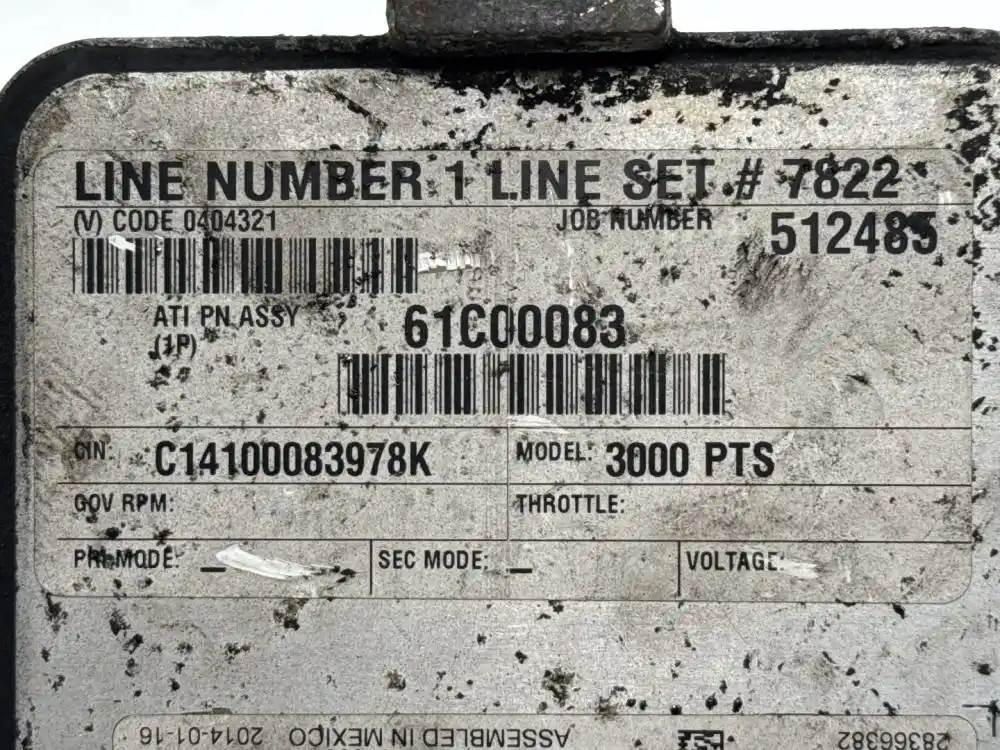 LINE NUMBER 1 LINE SET # 7822
(V) CODE 0404321 JOB NUMBER 512485
ATI PN ASSY 61C00083
(1P)
CIN: C14100083978K MODEL: 3000 PTS
GOV RPM: THROTTLE:
PRI MODE: _ SEC MODE: _ VOLTAGE:
28366382 ASSEMBLED IN MEXICO 2014-01-16